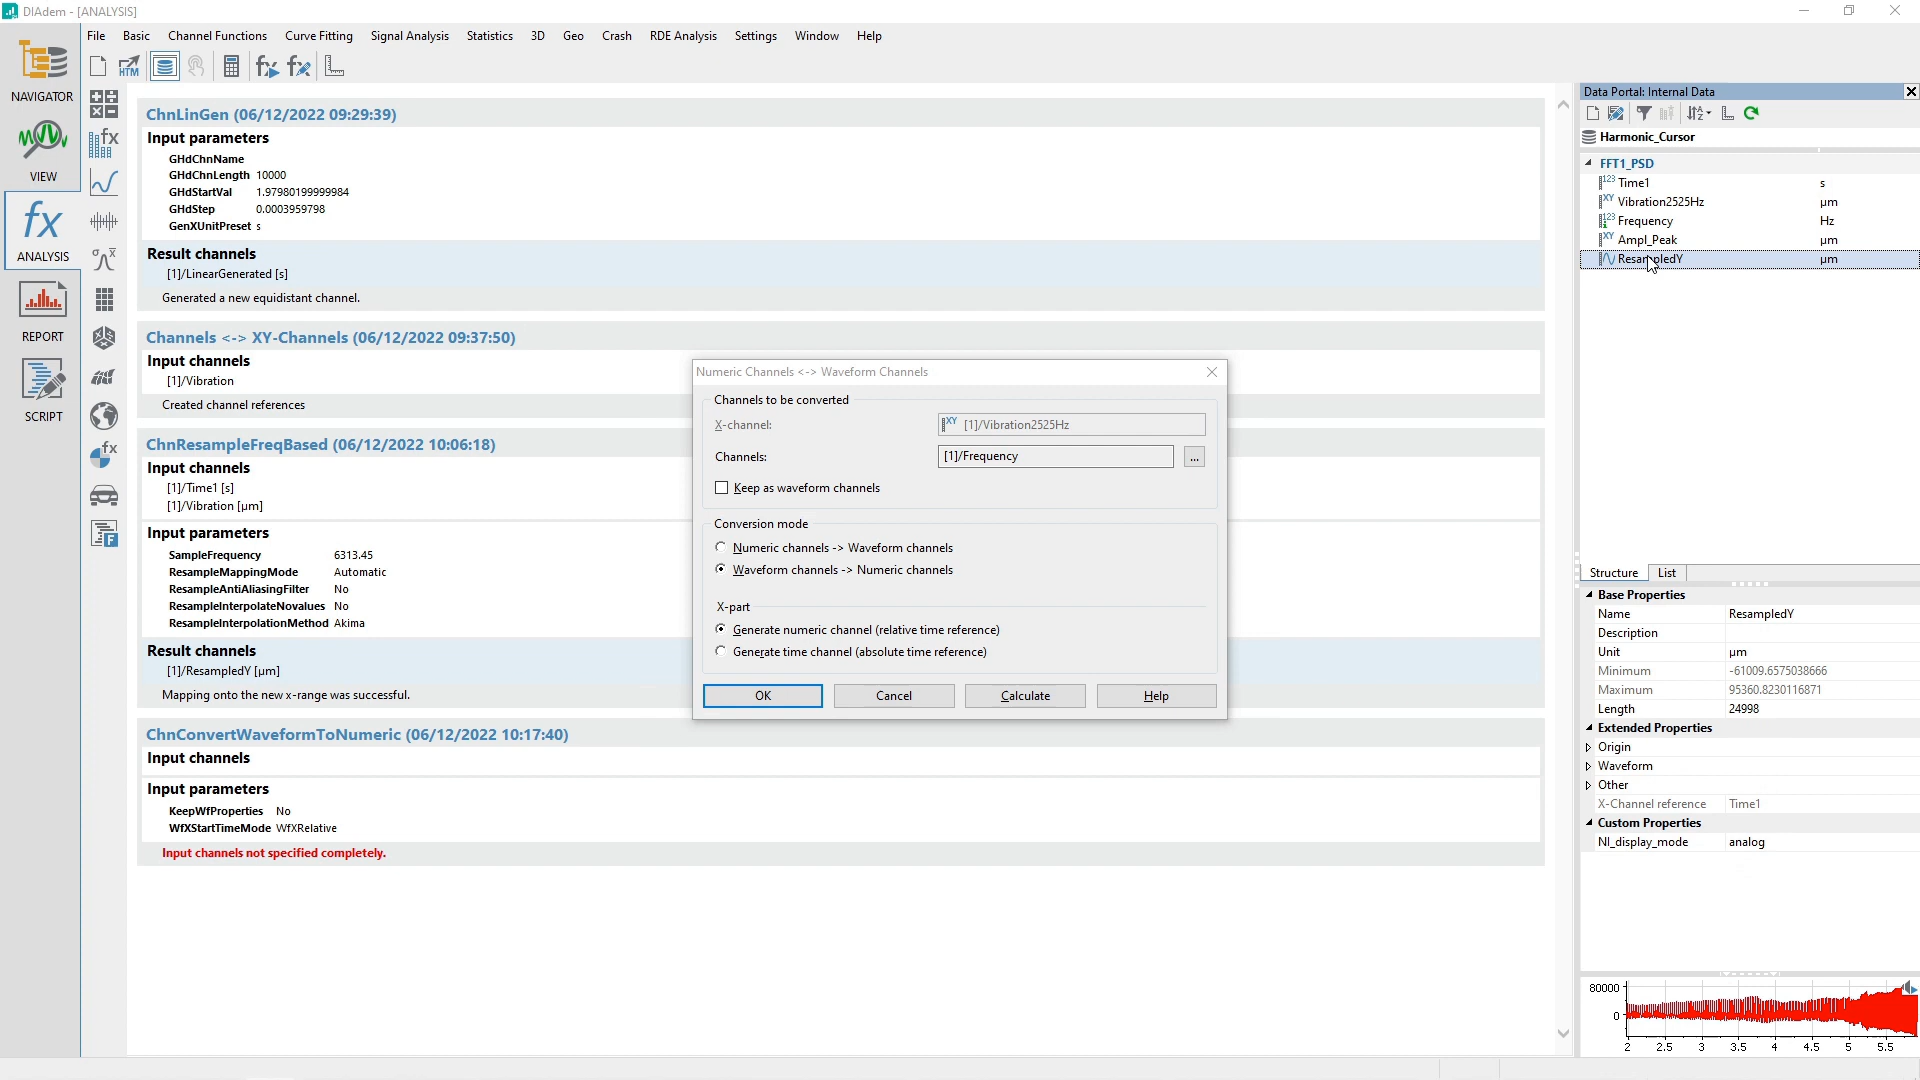 DIAdem - [ANALYSIS]
File Basic Channel Functions Curve Fitting Signal Analysis Statistics 3D Geo Crash RDE Analysis Settings Window Help
HTM
NAVIGATOR
VIEW
ANALYSIS
REPORT
SCRIPT
ChnLinGen (06/12/2022 09:29:39)
Input parameters
GHdChnName
GHdChnLength 10000
GHdStartVal 1.97980199999984
GHdStep 0.0003959798
GenXUnitPreset s
Result channels
[1]/LinearGenerated [s]
Generated a new equidistant channel.
Channels <-> XY-Channels (06/12/2022 09:37:50)
Input channels
[1]/Vibration
Created channel references
ChnResampleFreqBased (06/12/2022 10:06:18)
Input channels
[1]/Time1 [s]
[1]/Vibration [µm]
Input parameters
SampleFrequency 6313.45
ResampleMappingMode Automatic
ResampleAntiAliasingFilter No
ResampleInterpolateNovalues No
ResampleInterpolationMethod Akima
Result channels
[1]/ResampledY [µm]
Mapping onto the new x-range was successful.
ChnConvertWaveformToNumeric (06/12/2022 10:17:40)
Input channels
Input parameters
KeepWfProperties No
WfXStartTimeMode WfXRelative
Input channels not specified completely.
Numeric Channels <-> Waveform Channels
Channels to be converted
X-channel: [1]/Vibration2525Hz
Channels: [1]/Frequency ...
Keep as waveform channels
Conversion mode
Numeric channels -> Waveform channels
Waveform channels -> Numeric channels
X-part
Generate numeric channel (relative time reference)
Generate time channel (absolute time reference)
OK Cancel Calculate Help
Data Portal: Internal Data
Harmonic_Cursor
FFT1_PSD
Time1 s
Vibration2525Hz µm
Frequency Hz
Ampl_Peak µm
ResampledY µm
Structure List
Base Properties
Name ResampledY
Description
Unit µm
Minimum -61009.6575038666
Maximum 95360.8230116871
Length 24998
Extended Properties
Origin
Waveform
Other
X-Channel reference Time1
Custom Properties
NI_display_mode analog
80000
0
2 2.5 3 3.5 4 4.5 5 5.5